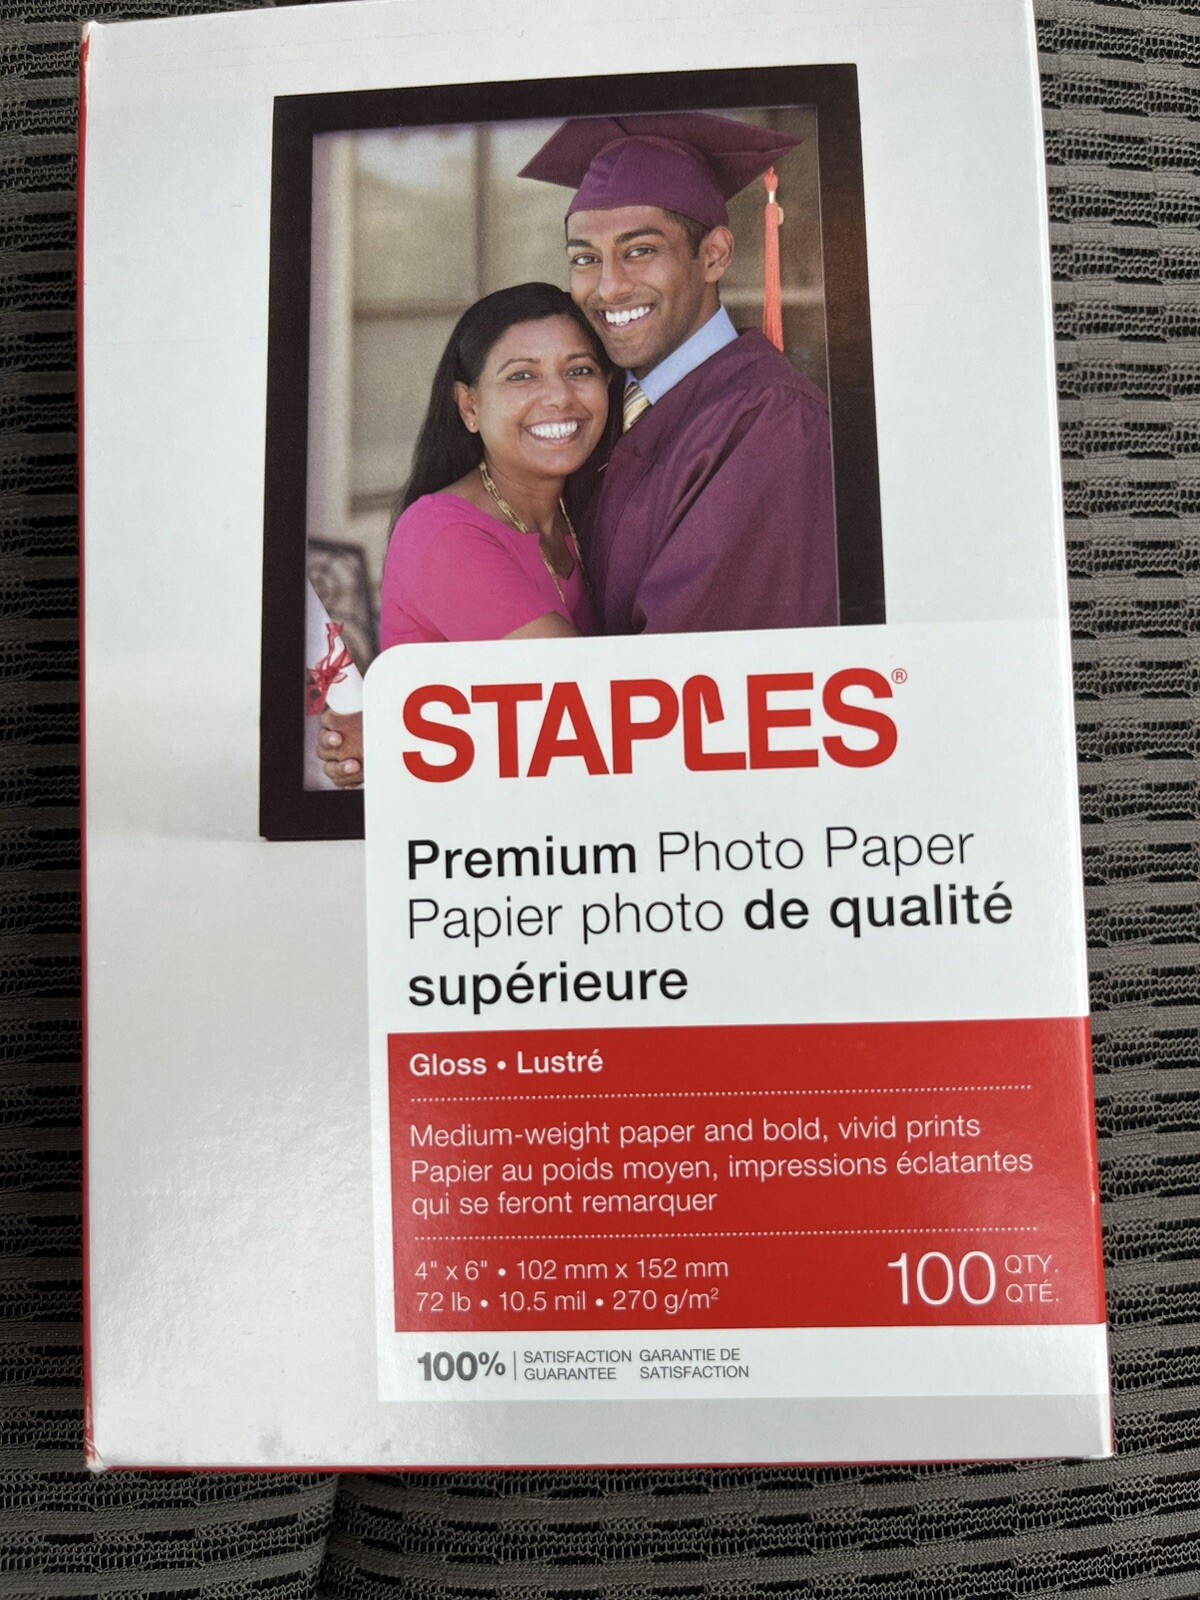 STAPLES®
Premium Photo Paper
Papier photo de qualité
supérieure
Gloss • Lustré
Medium-weight paper and bold, vivid prints
Papier au poids moyen, impressions éclatantes
qui se feront remarquer
4" x 6" • 102 mm x 152 mm
72 lb • 10.5 mil • 270 g/m²
100 QTY.
QTÉ.
100% SATISFACTION GUARANTEE
GARANTIE DE SATISFACTION